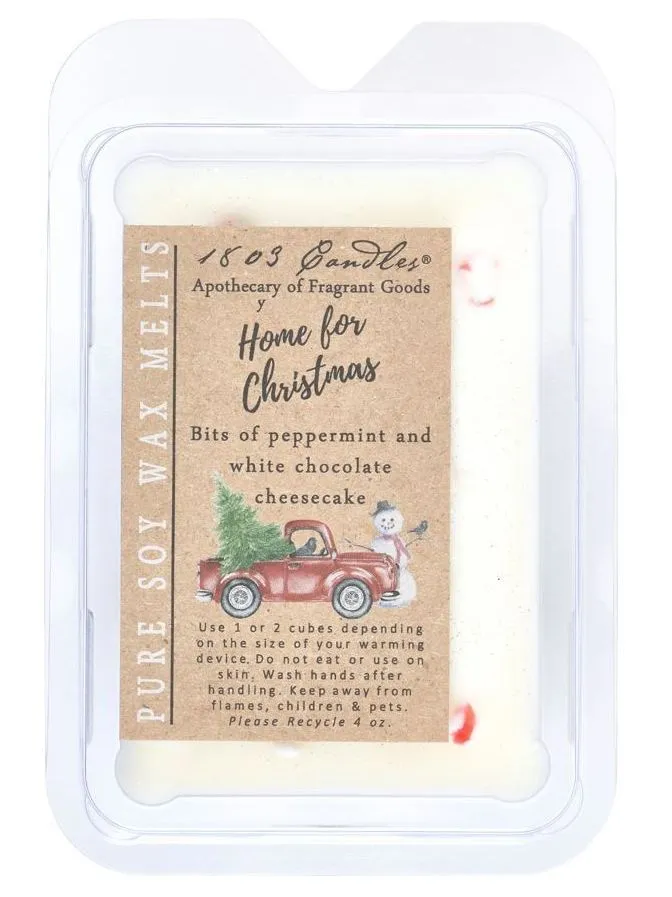 PURE SOY WAX MELTS
1803 Candles®
Apothecary of Fragrant Goods
y
Home for
Christmas
Bits of peppermint and
white chocolate
cheesecake
Use 1 or 2 cubes depending
on the size of your warming
device. Do not eat or use on
skin. Wash hands after
handling. Keep away from
flames, children & pets.
Please Recycle 4 oz.